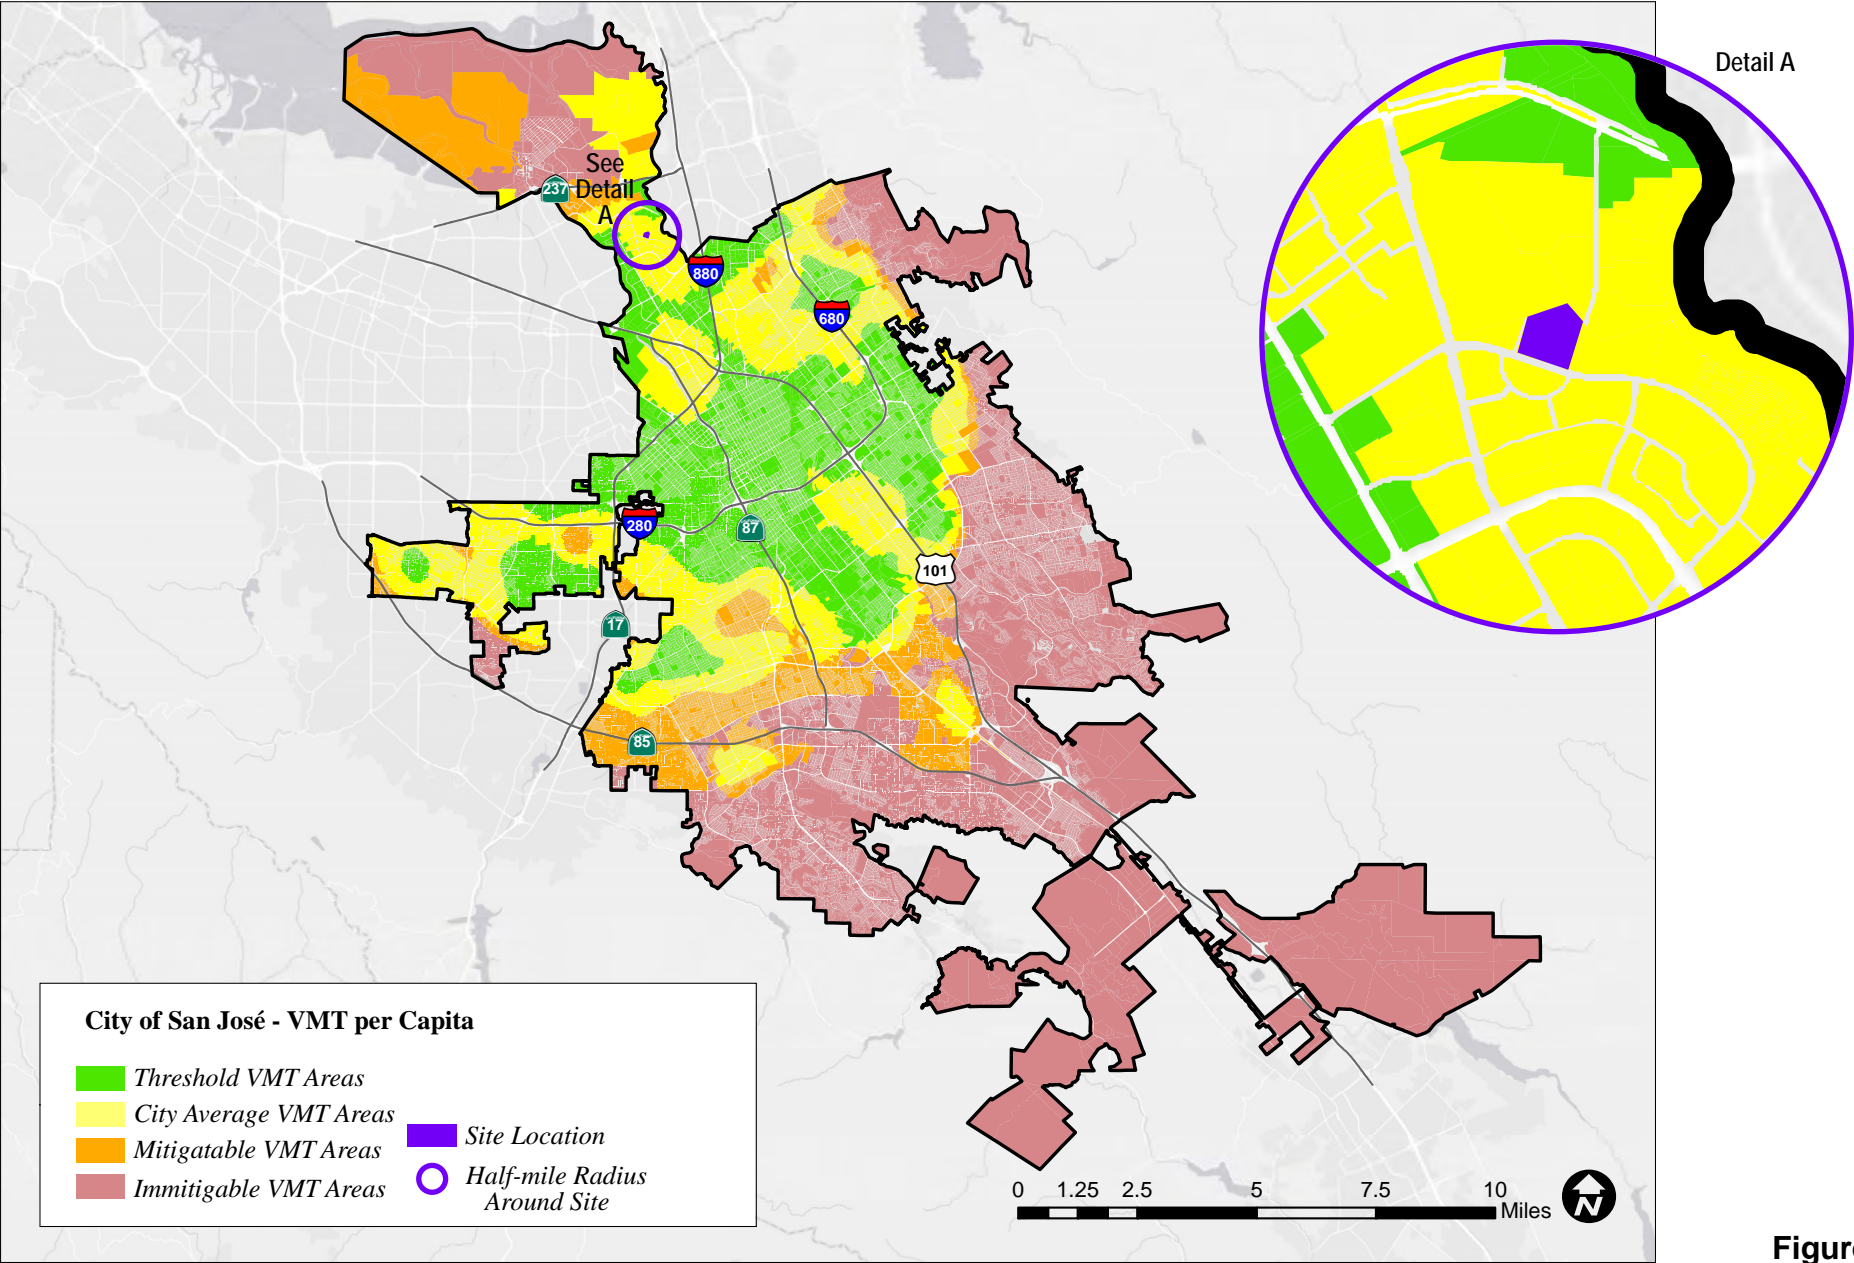 Detail A
See
Detail
A
237
880
680
280
87
101
17
85
City of San José - VMT per Capita
Threshold VMT Areas
City Average VMT Areas
Mitigatable VMT Areas
Immitigable VMT Areas
Site Location
Half-mile Radius
Around Site
0 1.25 2.5 5 7.5 10
Miles
N